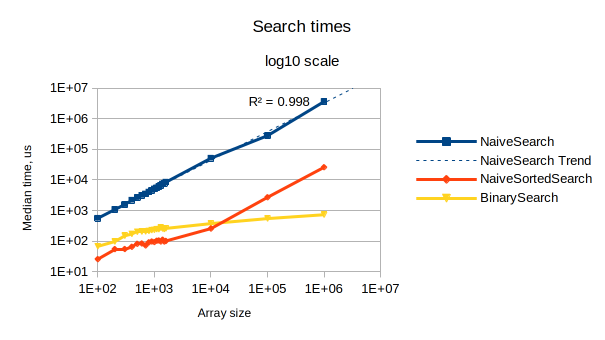 Search times
log10 scale
1E+07
1E+06
1E+05
1E+04
1E+03
1E+02
1E+01
Median time, us
R² = 0.998
1E+02 1E+03 1E+04 1E+05 1E+06 1E+07
Array size
NaiveSearch
NaiveSearch Trend
NaiveSortedSearch
BinarySearch